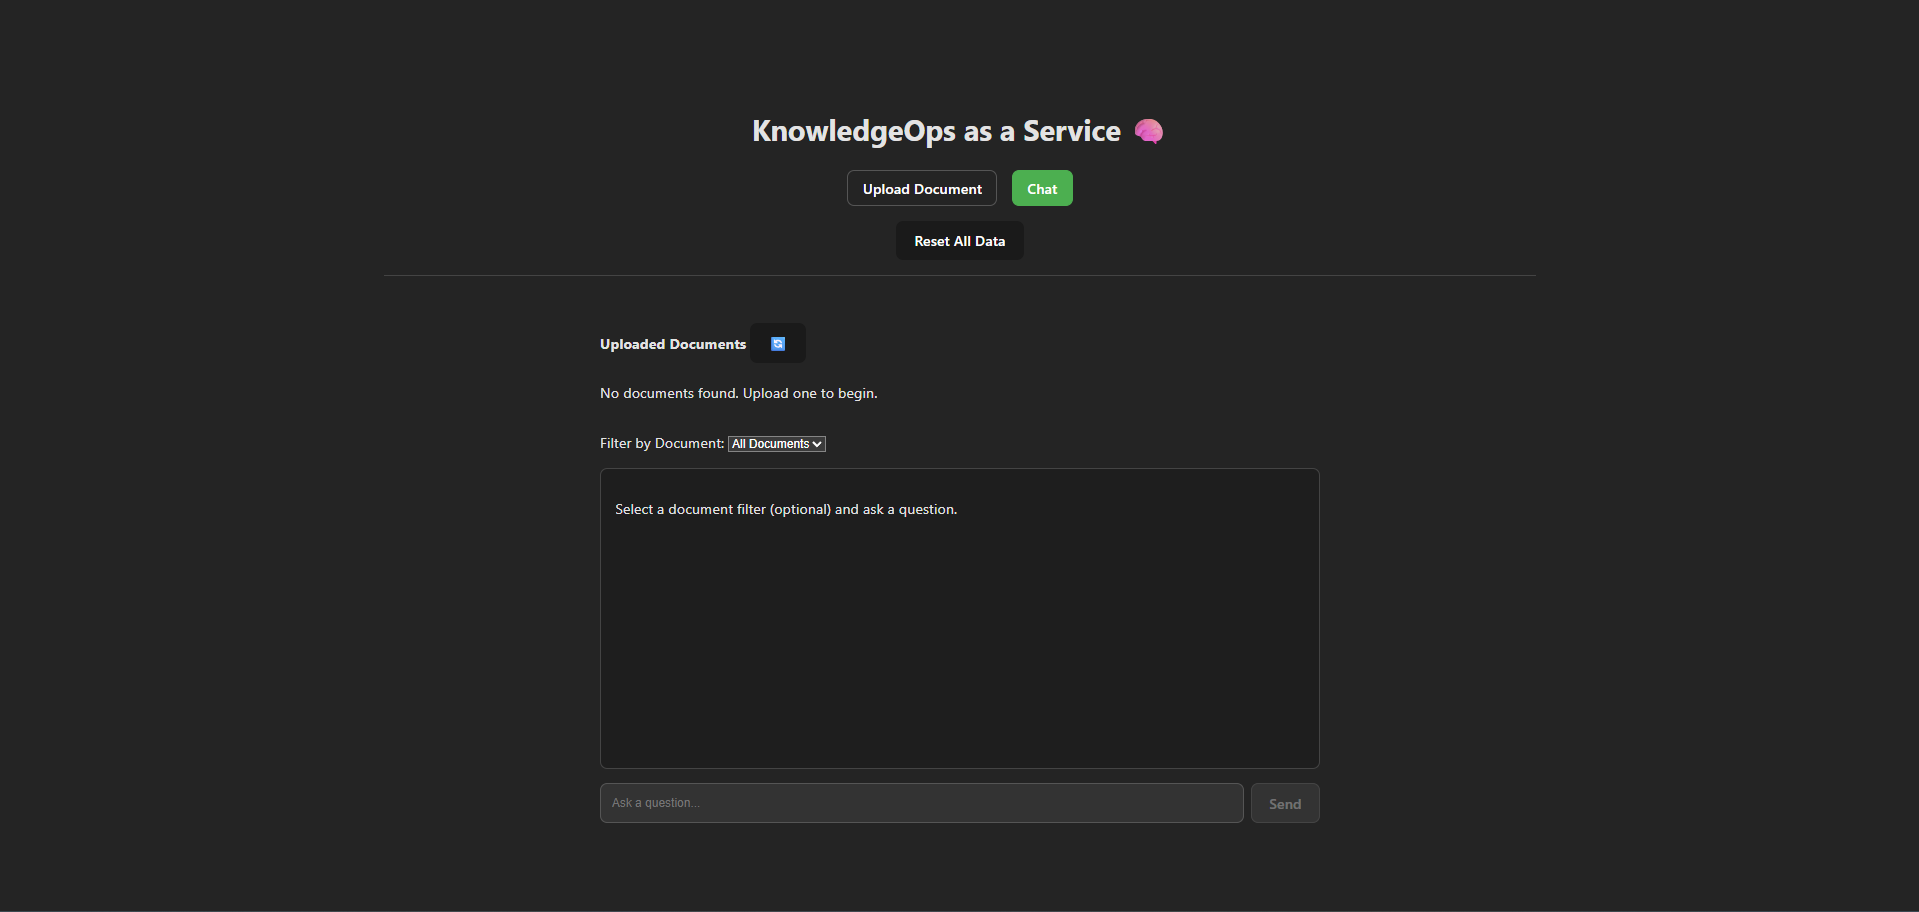 KnowledgeOps as a Service 🧠
Upload Document Chat
Reset All Data
Uploaded Documents 🔄
No documents found. Upload one to begin.
Filter by Document: All Documents
Select a document filter (optional) and ask a question.
Ask a question... Send